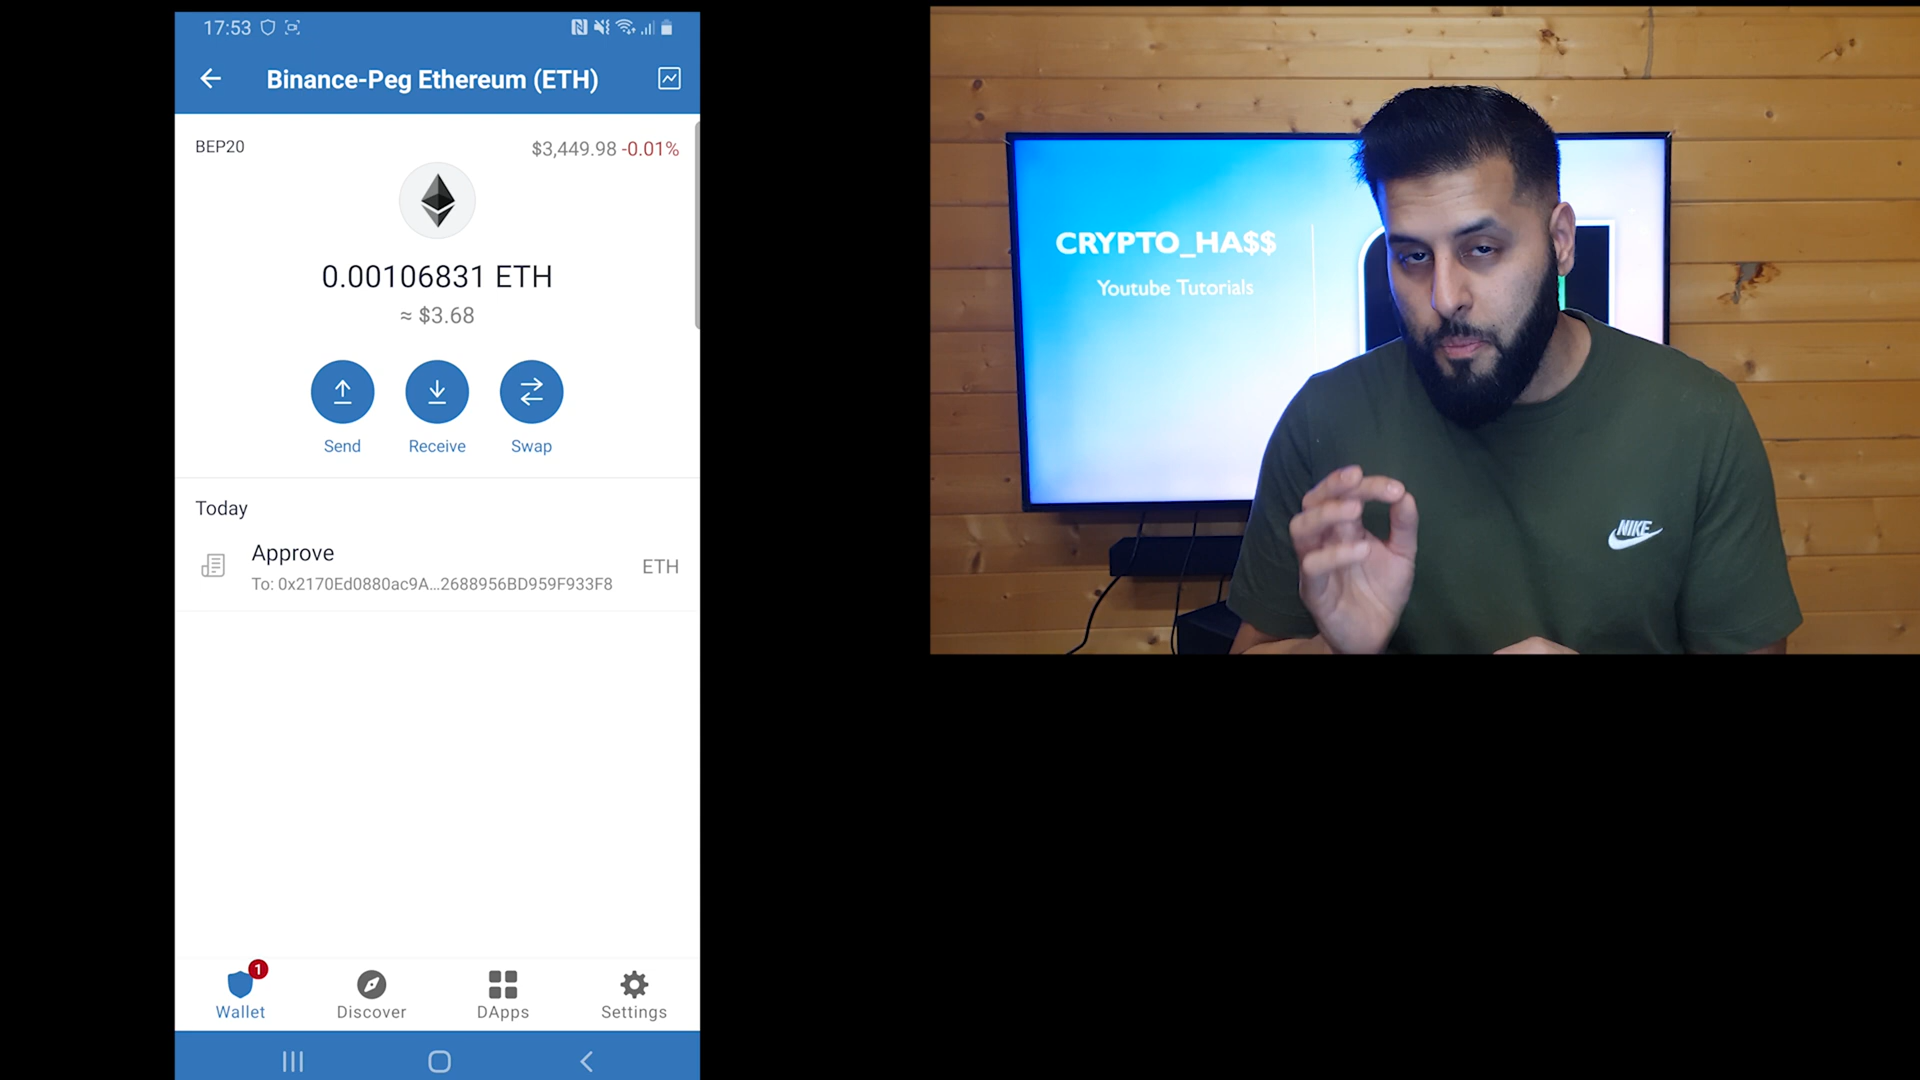 17:53
Binance-Peg Ethereum (ETH)
BEP20
$3,449.98 -0.01%
0.00106831 ETH
≈ $3.68
Send
Receive
Swap
Today
Approve
ETH
To: 0x2170Ed0880ac9A...2688956BD959F933F8
1
Wallet
Discover
DApps
Settings
CRYPTO_HA$$
Youtube Tutorials
NIKE